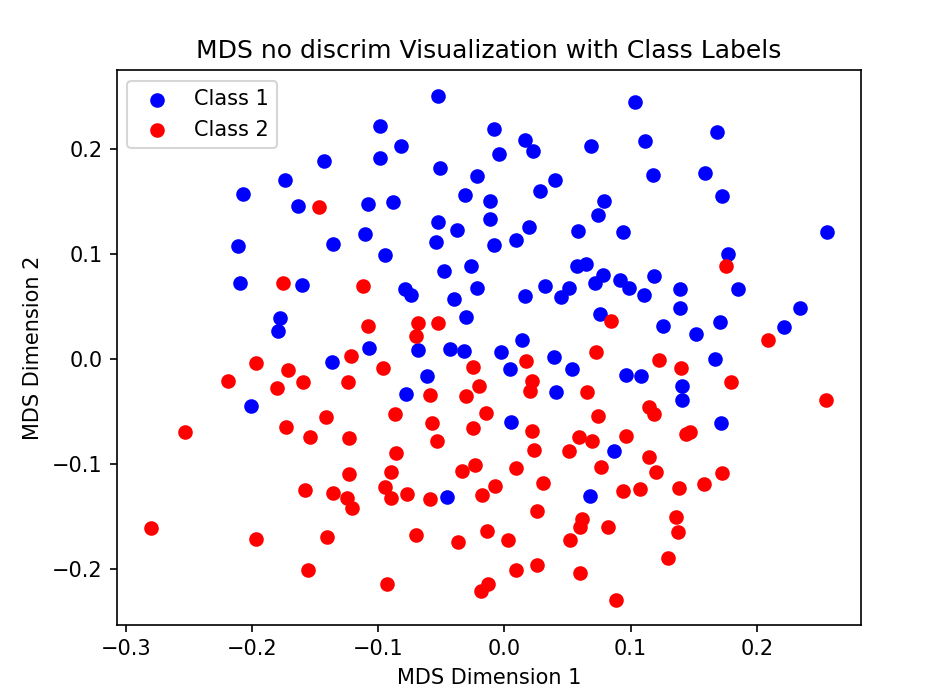 MDS no discrim Visualization with Class Labels
Class 1
Class 2
MDS Dimension 2
0.2
0.1
0.0
−0.1
−0.2
−0.3 −0.2 −0.1 0.0 0.1 0.2
MDS Dimension 1